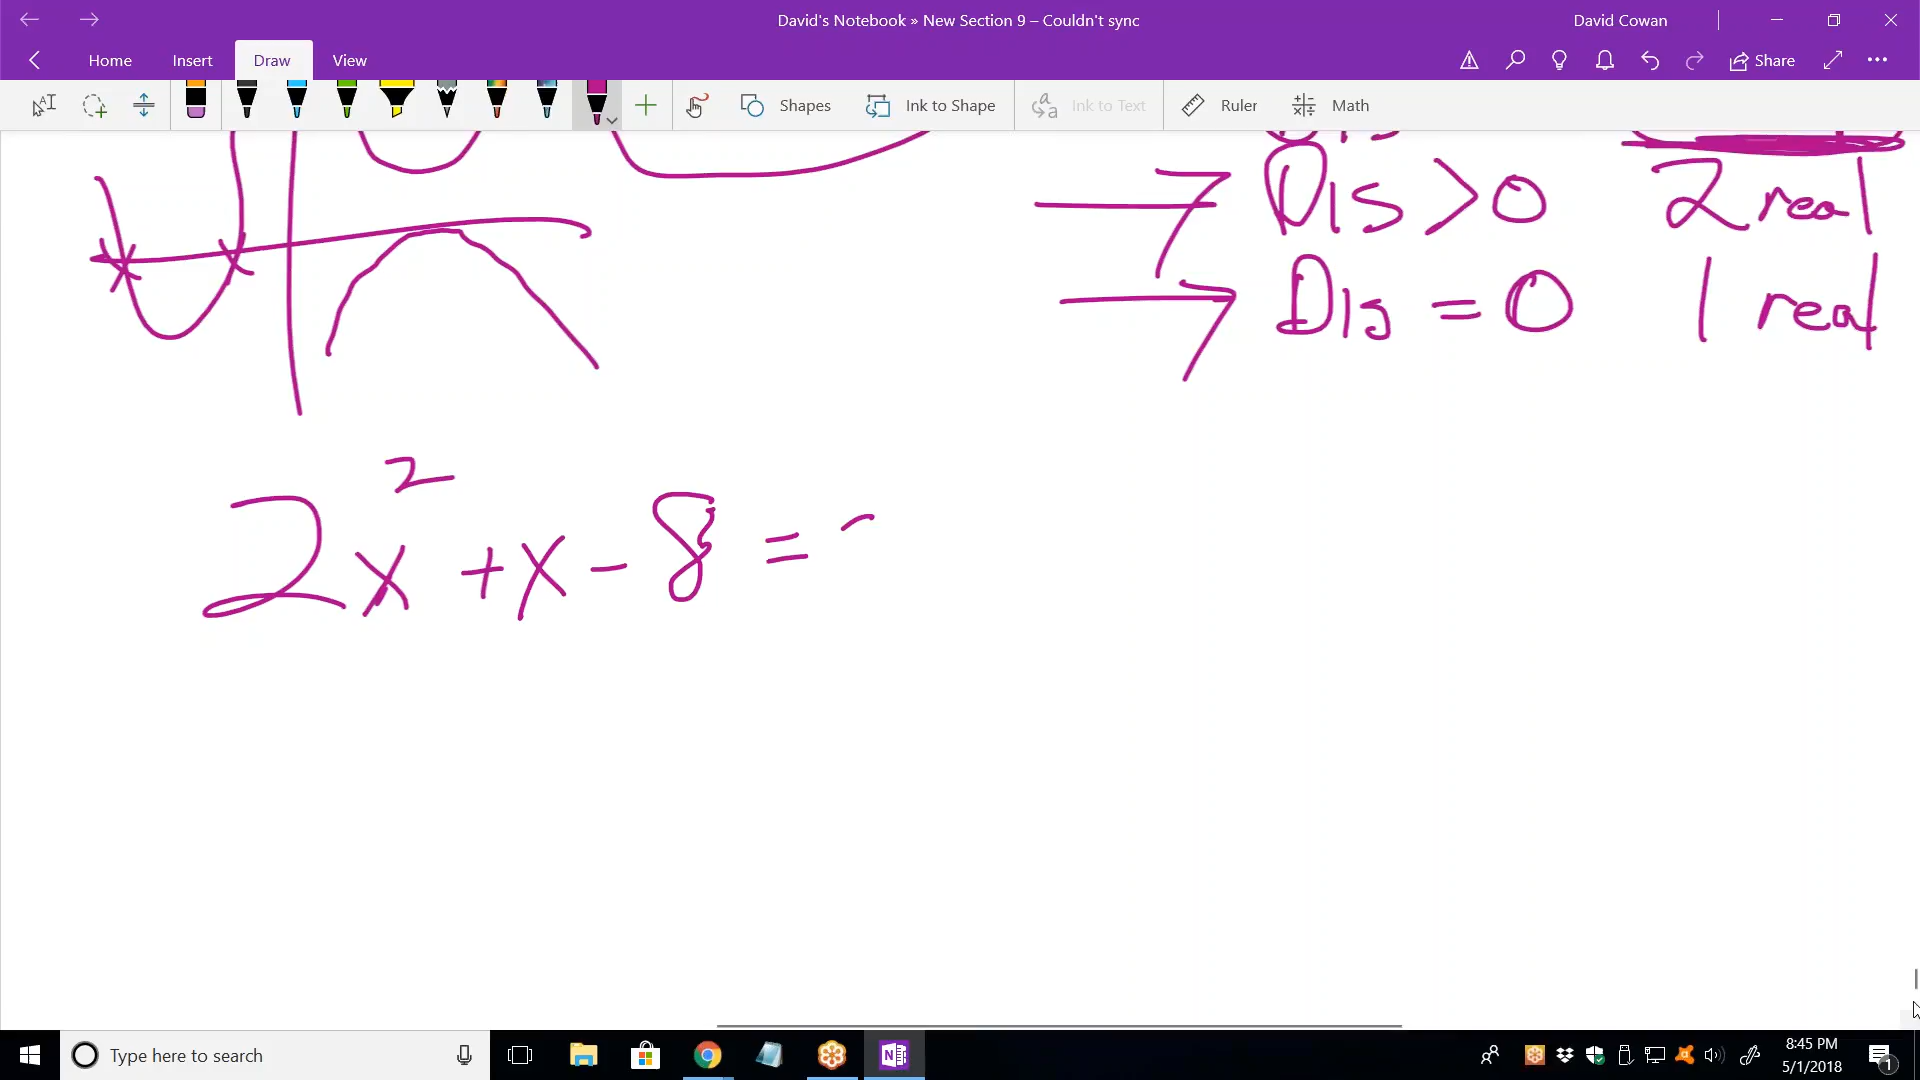 David's Notebook » New Section 9 – Couldn't sync
David Cowan
Home Insert Draw View
Share
Shapes Ink to Shape Ink to Text Ruler Math
Dis > 0 2 real
Dis = 0 1 real
2x² + x - 8 =
Type here to search
8:45 PM
5/1/2018
1